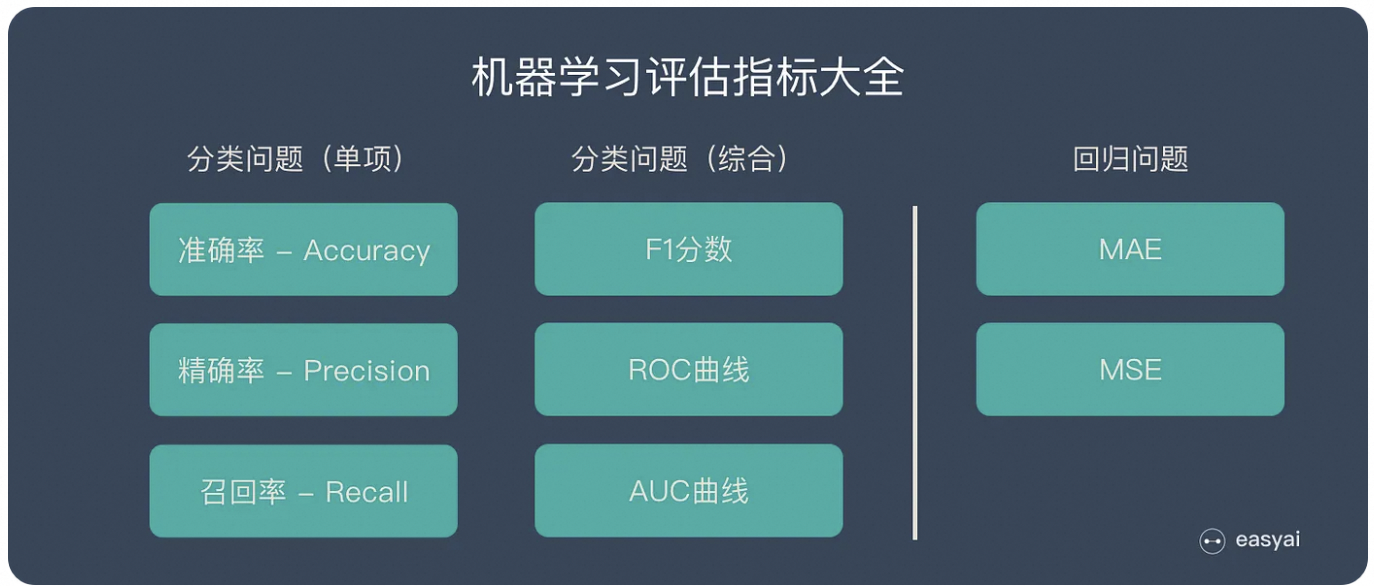 机器学习评估指标大全
分类问题（单项）
准确率 – Accuracy
精确率 – Precision
召回率 – Recall
分类问题（综合）
F1分数
ROC曲线
AUC曲线
回归问题
MAE
MSE
easyai